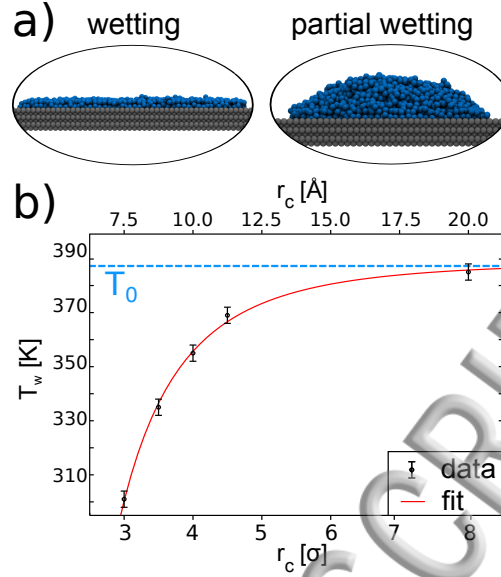 a) wetting partial wetting
b) r_c [Å]
7.5 10.0 12.5 15.0 17.5 20.0
390
T_0
370
T_w [K]
350
330
310
data
fit
3 4 5 6 7 8
r_c [σ]
CRI